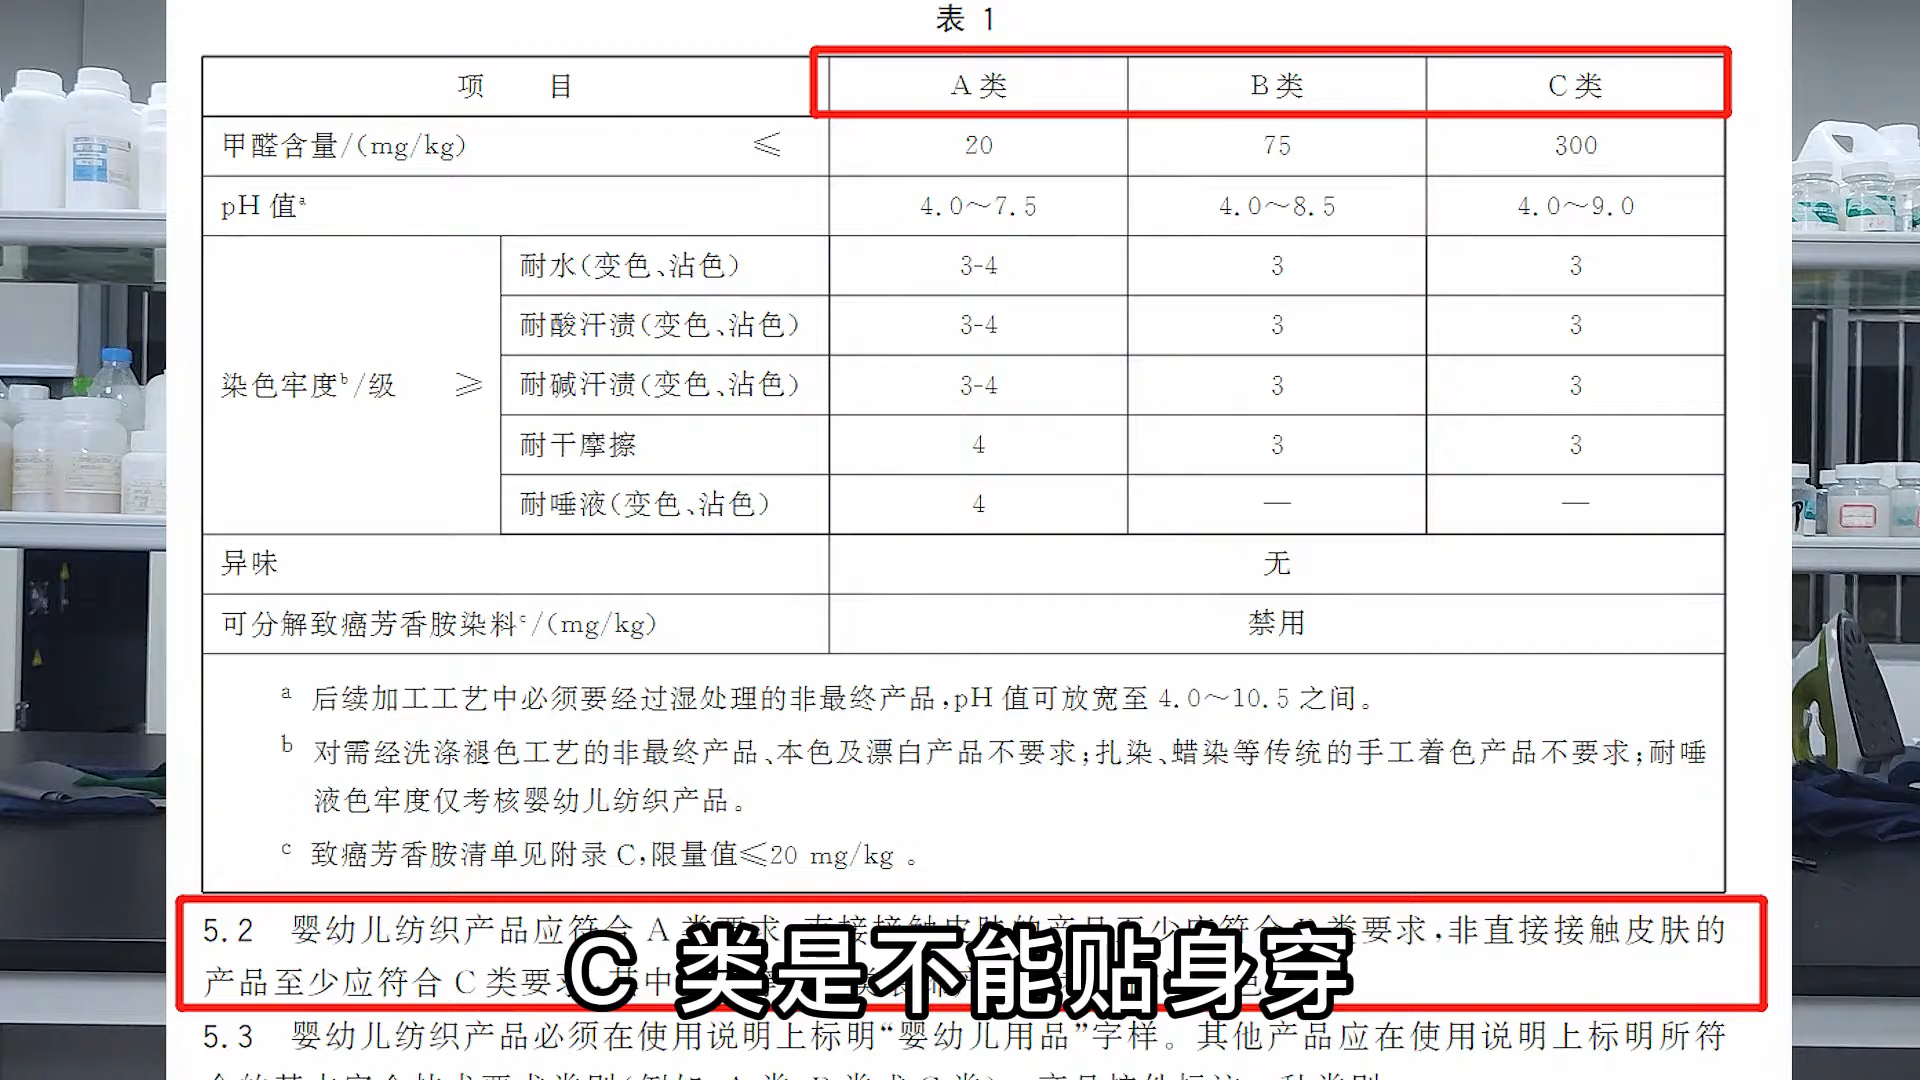 表 1
项 目 A 类 B 类 C 类
甲醛含量/(mg/kg) ≤ 20 75 300
pH 值ᵃ 4.0～7.5 4.0～8.5 4.0～9.0
染色牢度ᵇ/级 ≥
耐水(变色、沾色) 3-4 3 3
耐酸汗渍(变色、沾色) 3-4 3 3
耐碱汗渍(变色、沾色) 3-4 3 3
耐干摩擦 4 3 3
耐唾液(变色、沾色) 4 — —
异味 无
可分解致癌芳香胺染料ᶜ/(mg/kg) 禁用
a 后续加工工艺中必须要经过湿处理的非最终产品,pH 值可放宽至 4.0～10.5 之间。
b 对需经洗涤褪色工艺的非最终产品、本色及漂白产品不要求;扎染、蜡染等传统的手工着色产品不要求;耐唾
液色牢度仅考核婴幼儿纺织产品。
c 致癌芳香胺清单见附录 C,限量值≤20 mg/kg 。
5.2 婴幼儿纺织产品应符合 A 类要求,直接接触皮肤的产品至少应符合 B 类要求,非直接接触皮肤的
产品至少应符合 C 类要求,其中
C 类是不能贴身穿
5.3 婴幼儿纺织产品必须在使用说明上标明“婴幼儿用品”字样。其他产品应在使用说明上标明所符